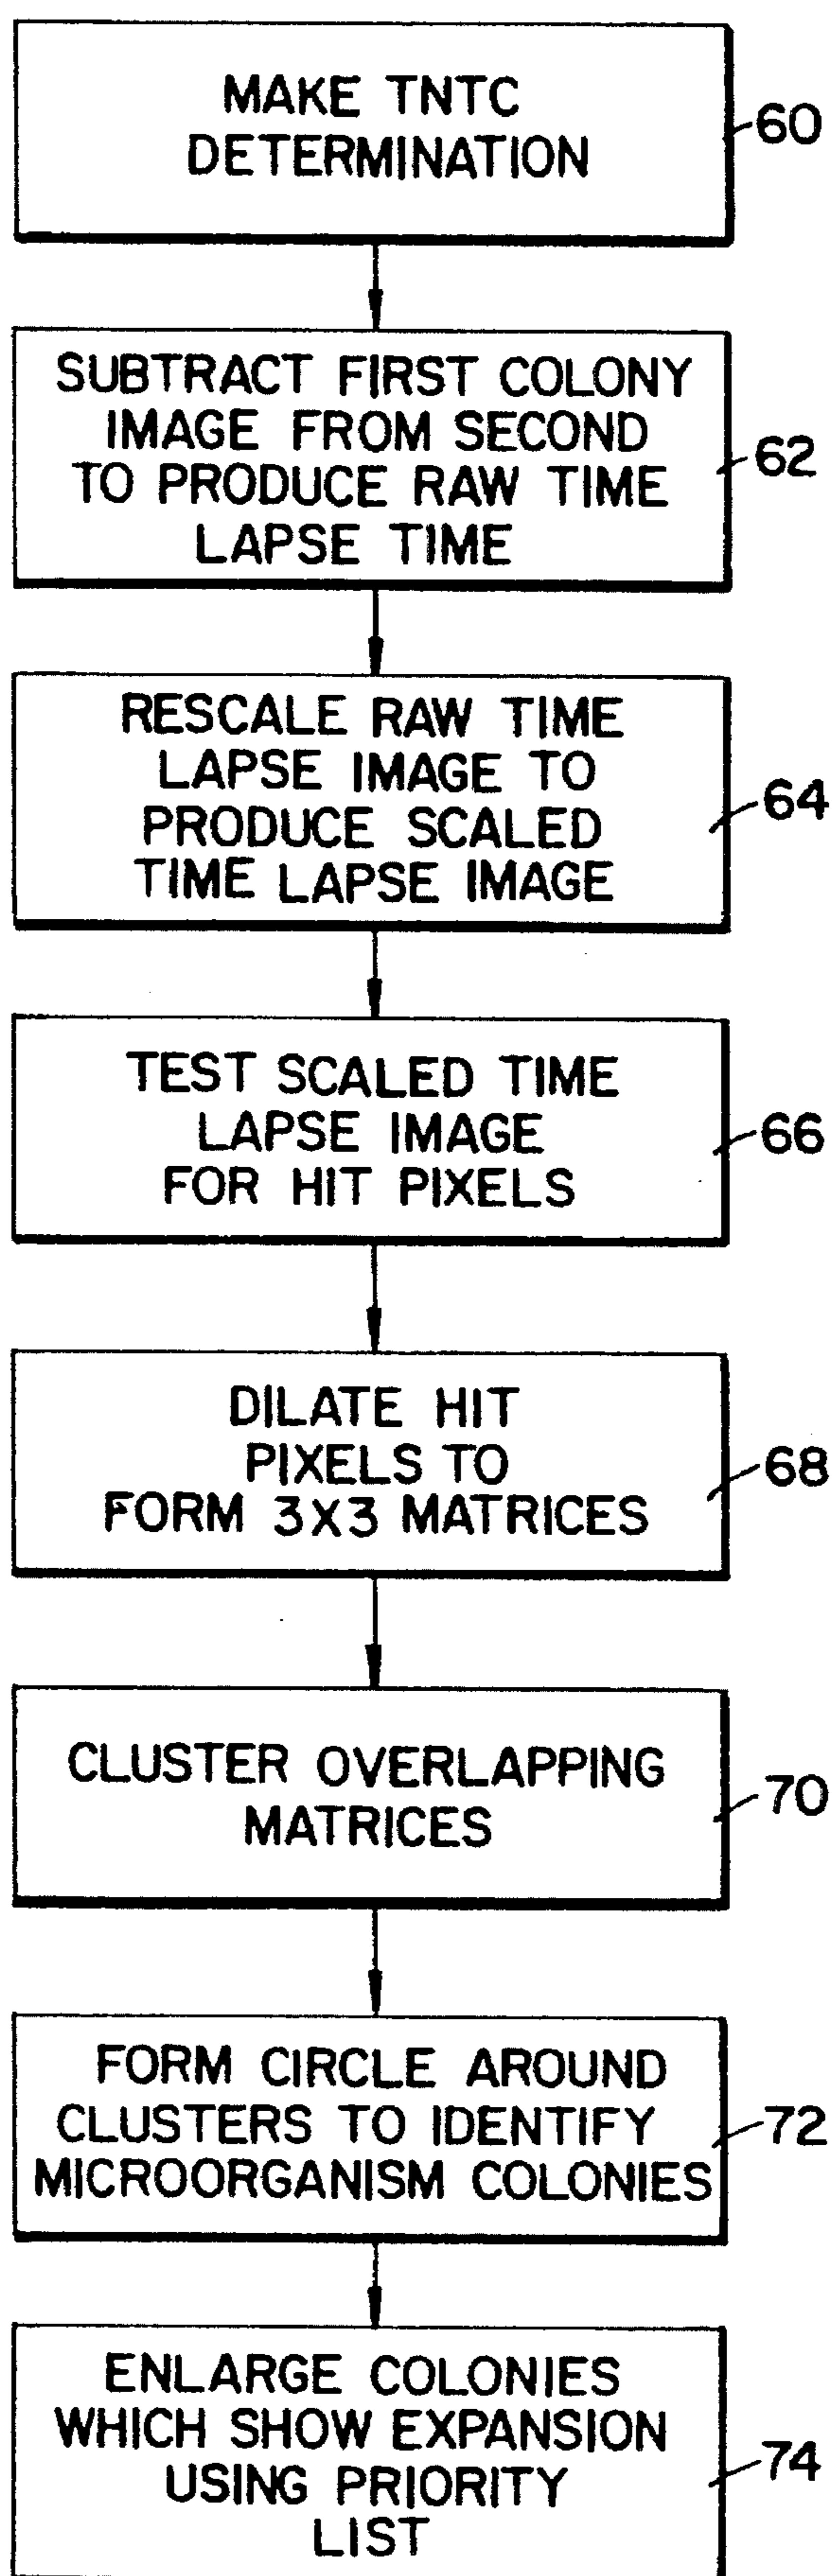 MAKE TNTC
DETERMINATION
60
SUBTRACT FIRST COLONY
IMAGE FROM SECOND
TO PRODUCE RAW TIME
LAPSE TIME
62
RESCALE RAW TIME
LAPSE IMAGE TO
PRODUCE SCALED
TIME LAPSE IMAGE
64
TEST SCALED TIME
LAPSE IMAGE
FOR HIT PIXELS
66
DILATE HIT
PIXELS TO
FORM 3X3 MATRICES
68
CLUSTER OVERLAPPING
MATRICES
70
FORM CIRCLE AROUND
CLUSTERS TO IDENTIFY
MICROORGANISM COLONIES
72
ENLARGE COLONIES
WHICH SHOW EXPANSION
USING PRIORITY
LIST
74